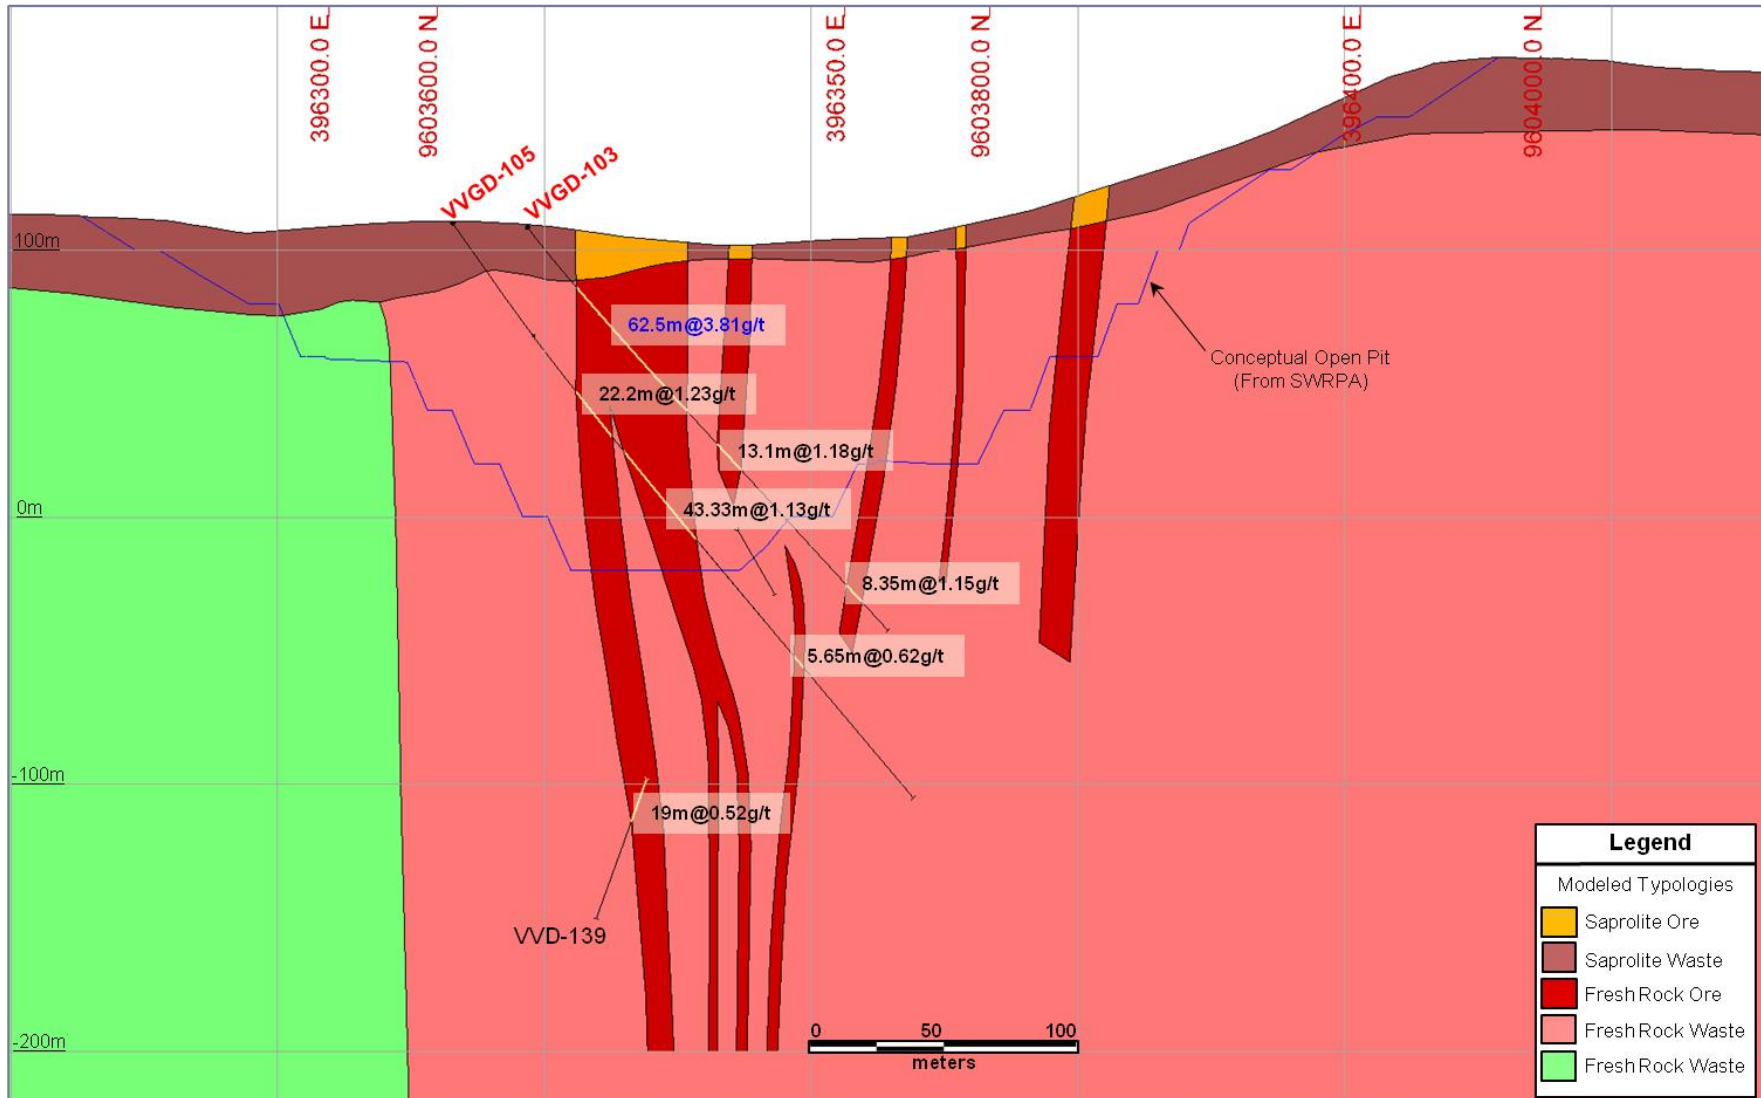 396300.0 E
9603600.0 N
396350.0 E
9603800.0 N
396400.0 E
9604000.0 N
VVGD-105
VVGD-103
100m
62.5m@3.81g/t
Conceptual Open Pit
(From SWRPA)
22.2m@1.23g/t
13.1m@1.18g/t
0m
43.33m@1.13g/t
8.35m@1.15g/t
5.65m@0.62g/t
-100m
19m@0.52g/t
VVD-139
-200m
0 50 100
meters
Legend
Modeled Typologies
Saprolite Ore
Saprolite Waste
Fresh Rock Ore
Fresh Rock Waste
Fresh Rock Waste